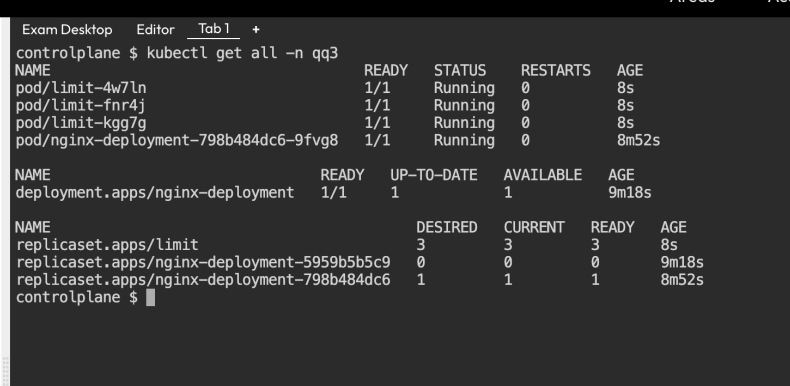 Exam Desktop Editor Tab 1 +
controlplane $ kubectl get all -n qq3
NAME READY STATUS RESTARTS AGE
pod/limit-4w7ln 1/1 Running 0 8s
pod/limit-fnr4j 1/1 Running 0 8s
pod/limit-kgg7g 1/1 Running 0 8s
pod/nginx-deployment-798b484dc6-9fvg8 1/1 Running 0 8m52s
NAME READY UP-TO-DATE AVAILABLE AGE
deployment.apps/nginx-deployment 1/1 1 1 9m18s
NAME DESIRED CURRENT READY AGE
replicaset.apps/limit 3 3 3 8s
replicaset.apps/nginx-deployment-5959b5b5c9 0 0 0 9m18s
replicaset.apps/nginx-deployment-798b484dc6 1 1 1 8m52s
controlplane $